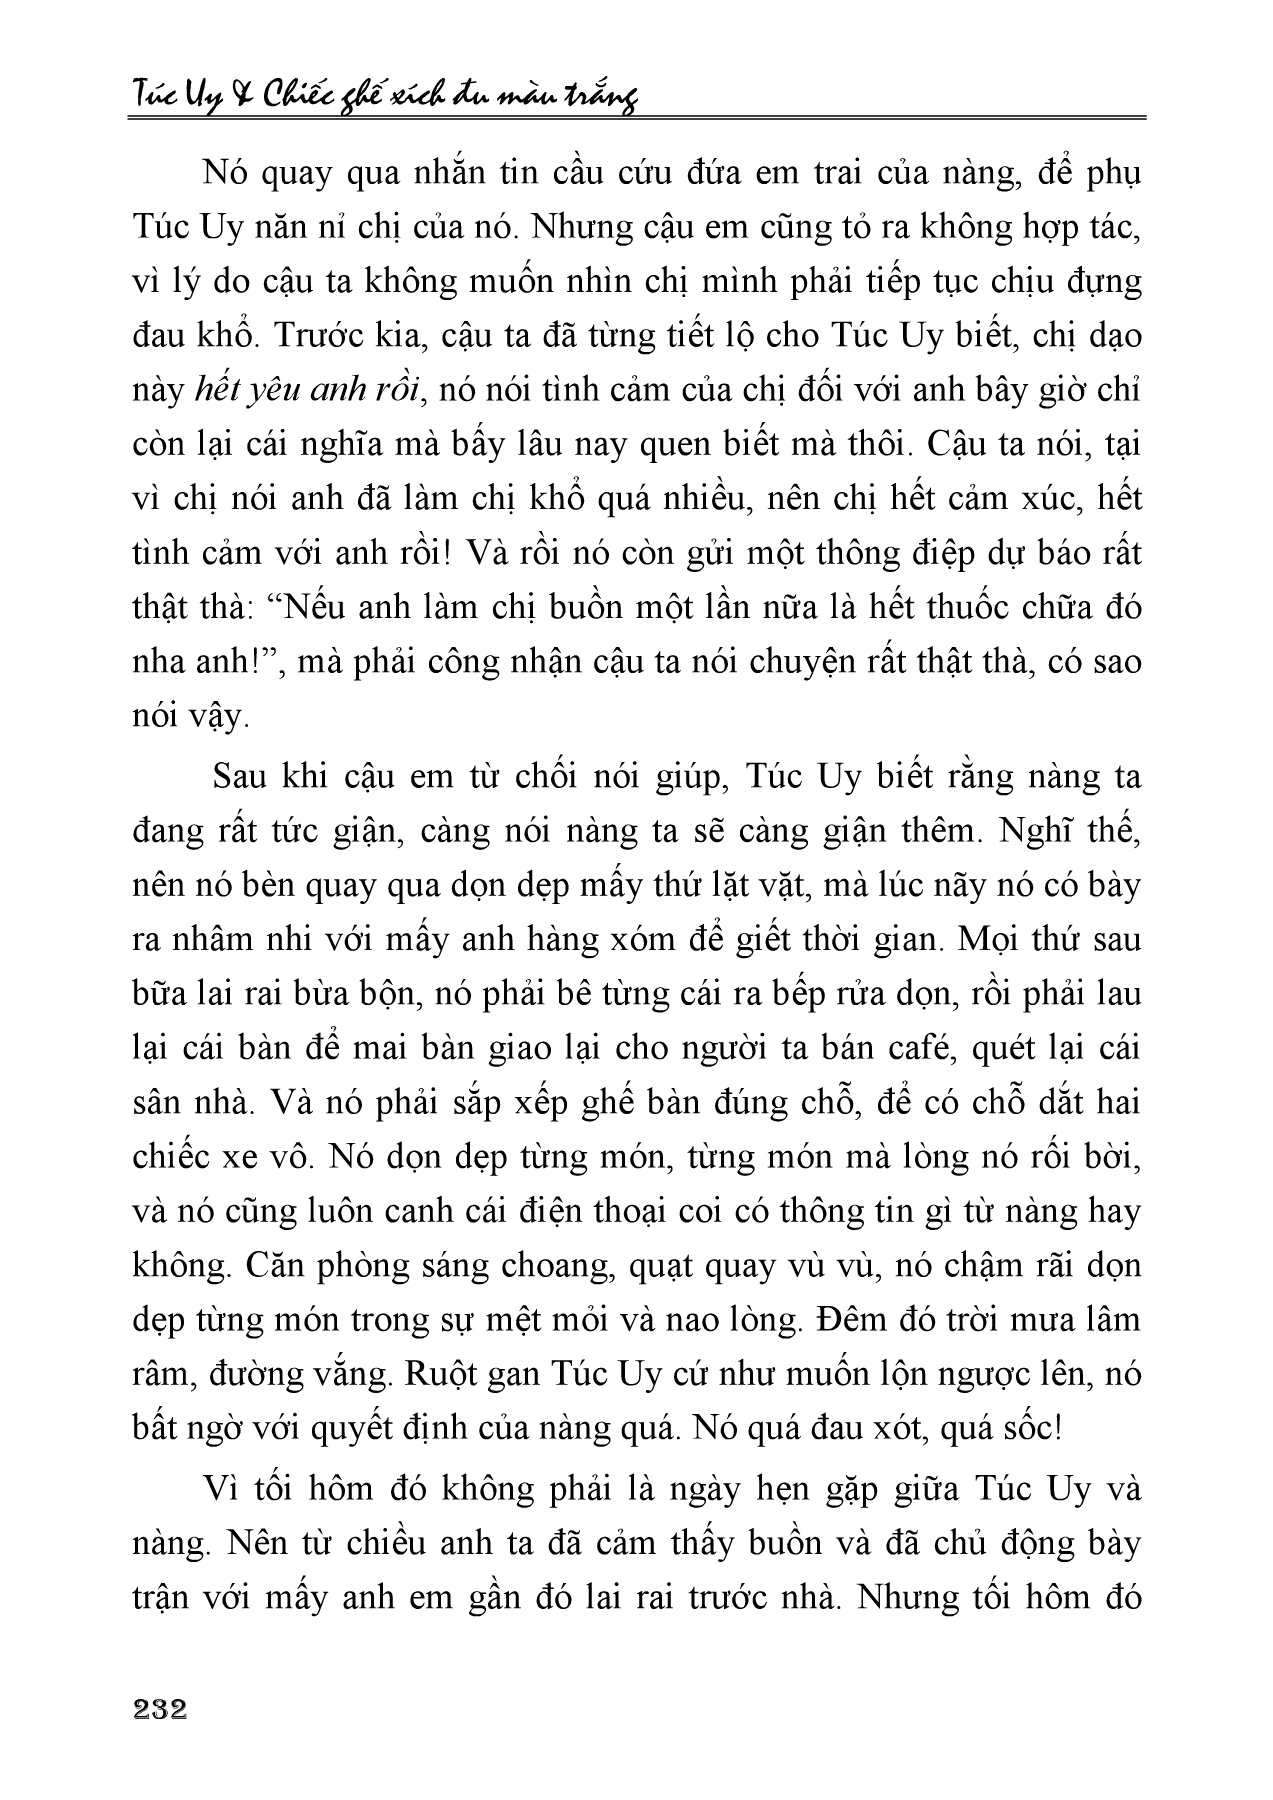 Túc Uy & Chiếc ghế xích đu màu trắng
Nó quay qua nhắn tin cầu cứu đứa em trai của nàng, để phụ
Túc Uy năn nỉ chị của nó. Nhưng cậu em cũng tỏ ra không hợp tác,
vì lý do cậu ta không muốn nhìn chị mình phải tiếp tục chịu đựng
đau khổ. Trước kia, cậu ta đã từng tiết lộ cho Túc Uy biết, chị dạo
này hết yêu anh rồi, nó nói tình cảm của chị đối với anh bây giờ chỉ
còn lại cái nghĩa mà bấy lâu nay quen biết mà thôi. Cậu ta nói, tại
vì chị nói anh đã làm chị khổ quá nhiều, nên chị hết cảm xúc, hết
tình cảm với anh rồi! Và rồi nó còn gửi một thông điệp dự báo rất
thật thà: “Nếu anh làm chị buồn một lần nữa là hết thuốc chữa đó
nha anh!”, mà phải công nhận cậu ta nói chuyện rất thật thà, có sao
nói vậy.
Sau khi cậu em từ chối nói giúp, Túc Uy biết rằng nàng ta
đang rất tức giận, càng nói nàng ta sẽ càng giận thêm. Nghĩ thế,
nên nó bèn quay qua dọn dẹp mấy thứ lặt vặt, mà lúc nãy nó có bày
ra nhâm nhi với mấy anh hàng xóm để giết thời gian. Mọi thứ sau
bữa lai rai bừa bộn, nó phải bê từng cái ra bếp rửa dọn, rồi phải lau
lại cái bàn để mai bàn giao lại cho người ta bán café, quét lại cái
sân nhà. Và nó phải sắp xếp ghế bàn đúng chỗ, để có chỗ dắt hai
chiếc xe vô. Nó dọn dẹp từng món, từng món mà lòng nó rối bời,
và nó cũng luôn canh cái điện thoại coi có thông tin gì từ nàng hay
không. Căn phòng sáng choang, quạt quay vù vù, nó chậm rãi dọn
dẹp từng món trong sự mệt mỏi và nao lòng. Đêm đó trời mưa lâm
râm, đường vắng. Ruột gan Túc Uy cứ như muốn lộn ngược lên, nó
bất ngờ với quyết định của nàng quá. Nó quá đau xót, quá sốc!
Vì tối hôm đó không phải là ngày hẹn gặp giữa Túc Uy và
nàng. Nên từ chiều anh ta đã cảm thấy buồn và đã chủ động bày
trận với mấy anh em gần đó lai rai trước nhà. Nhưng tối hôm đó
232